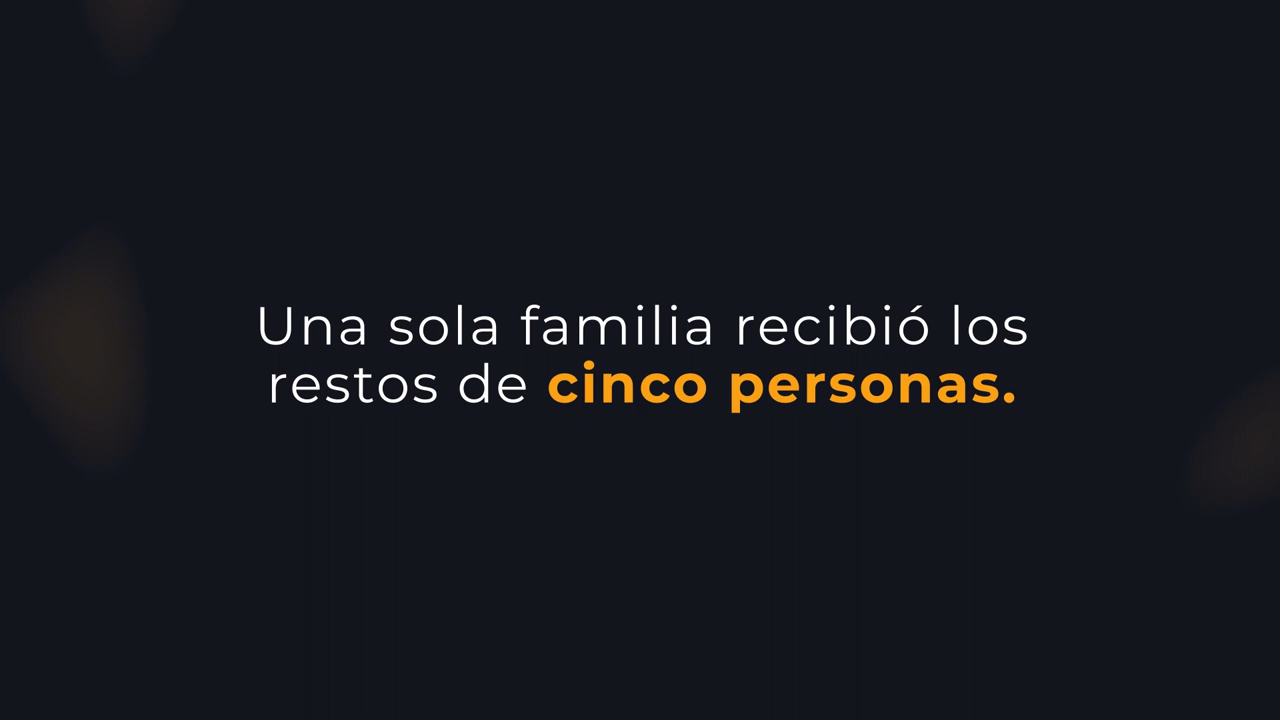 Una sola familia recibió los
restos de cinco personas.